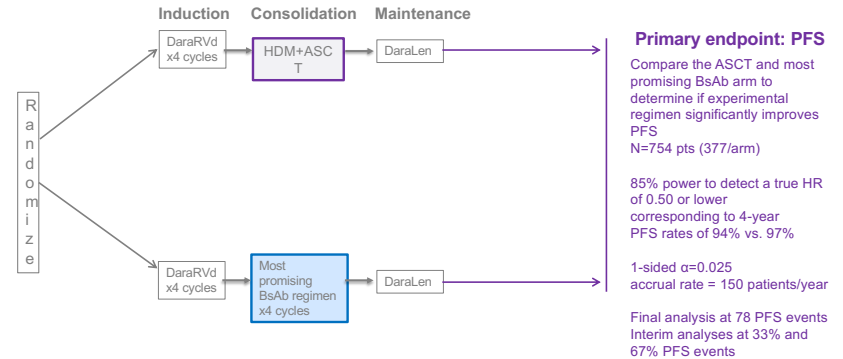 Induction
Consolidation
Maintenance
DaraRVd
x4 cycles
HDM+ASC
T
DaraLen
R
a
n
d
o
m
i
z
e
DaraRVd
x4 cycles
Most
promising
BsAb regimen
x4 cycles
DaraLen
Primary endpoint: PFS
Compare the ASCT and most
promising BsAb arm to
determine if experimental
regimen significantly improves
PFS
N=754 pts (377/arm)
85% power to detect a true HR
of 0.50 or lower
corresponding to 4-year
PFS rates of 94% vs. 97%
1-sided α=0.025
accrual rate = 150 patients/year
Final analysis at 78 PFS events
Interim analyses at 33% and
67% PFS events